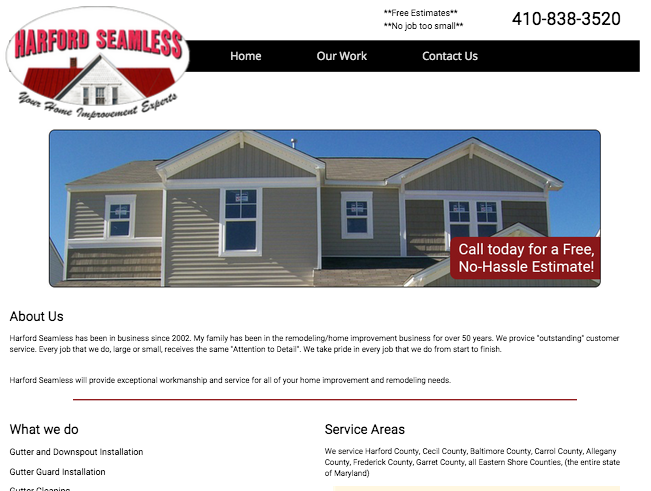 **Free Estimates**
**No job too small**
410-838-3520
HARFORD SEAMLESS
Your Home Improvement Experts
Home Our Work Contact Us
Call today for a Free,
No-Hassle Estimate!
About Us
Harford Seamless has been in business since 2002. My family has been in the remodeling/home improvement business for over 50 years. We provice "outstanding" customer
service. Every job that we do, large or small, receives the same "Attention to Detail". We take pride in every job that we do from start to finish.
Harford Seamless will provide exceptional workmanship and service for all of your home improvement and remodeling needs.
What we do
Gutter and Downspout Installation
Gutter Guard Installation
Gutter Cleaning
Service Areas
We service Harford County, Cecil County, Baltimore County, Carrol County, Allegany
County, Frederick County, Garret County, all Eastern Shore Counties, (the entire state
of Maryland)